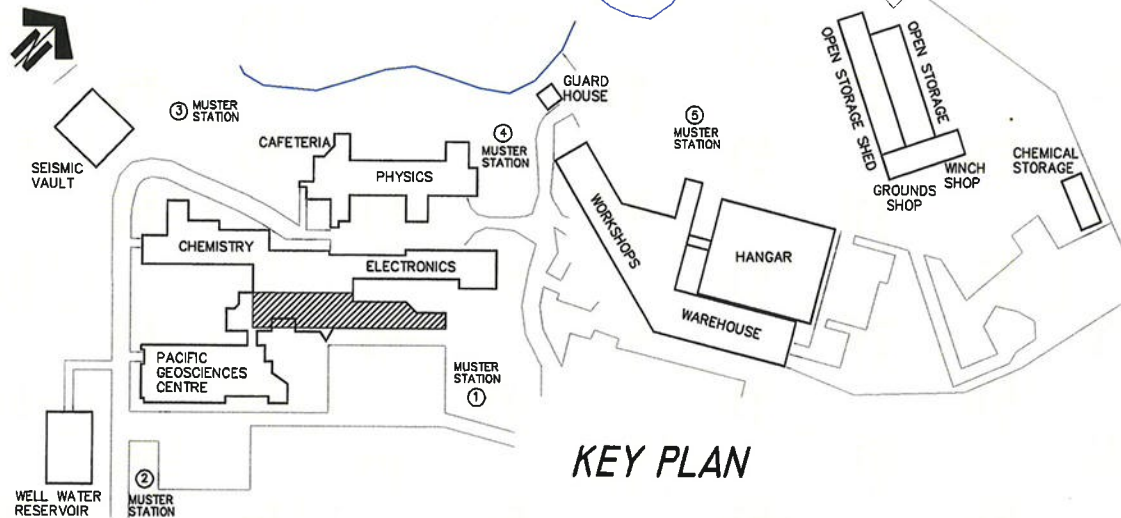 N
3 MUSTER
STATION
SEISMIC
VAULT
CAFETERIA
PHYSICS
4
MUSTER
STATION
GUARD
HOUSE
5
MUSTER
STATION
OPEN STORAGE SHED
OPEN STORAGE
WINCH
SHOP
GROUNDS
SHOP
CHEMICAL
STORAGE
CHEMISTRY
ELECTRONICS
WORKSHOPS
HANGAR
WAREHOUSE
PACIFIC
GEOSCIENCES
CENTRE
MUSTER
STATION
1
WELL WATER
RESERVOIR
2
MUSTER
STATION
KEY PLAN